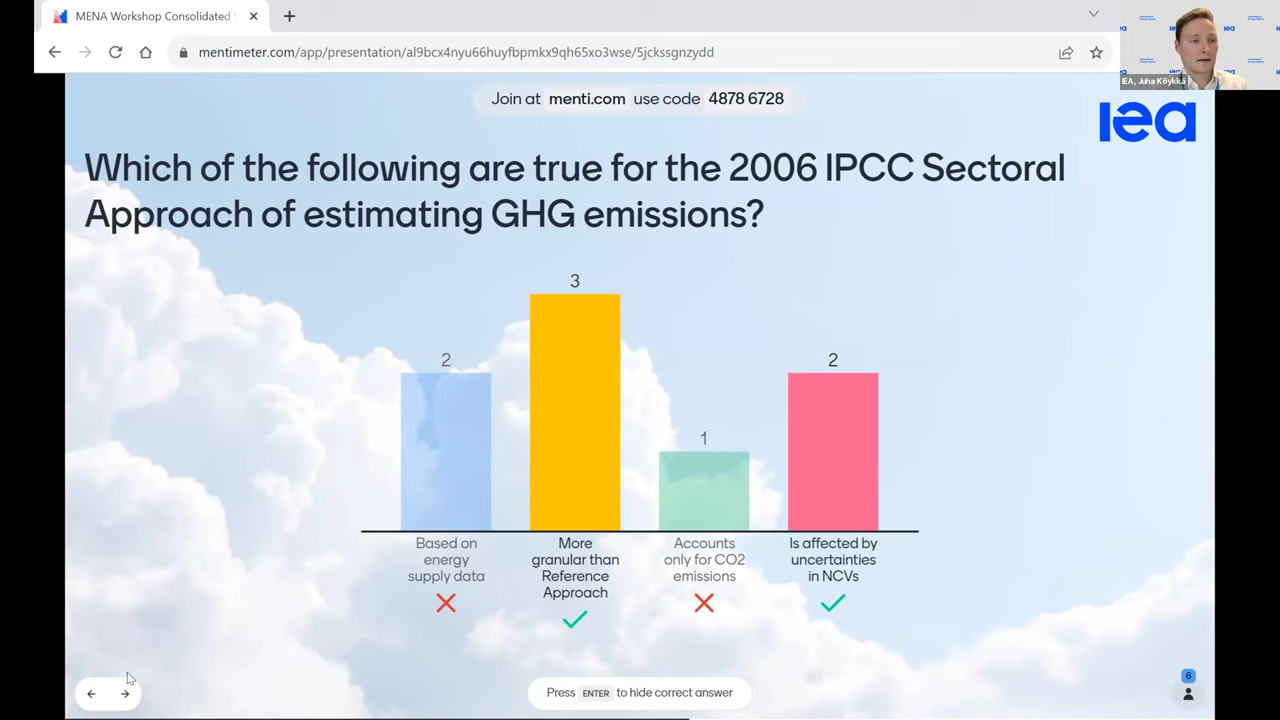 MENA Workshop Consolidated
mentimeter.com/app/presentation/al9bcx4nyu66huyfbpmkx9qh65xo3wse/5jckssgnzydd
IEA, Juha Köykkä
Join at menti.com use code 4878 6728
iea
Which of the following are true for the 2006 IPCC Sectoral
Approach of estimating GHG emissions?
2
3
1
2
Based on
energy
supply data
More
granular than
Reference
Approach
Accounts
only for CO2
emissions
Is affected by
uncertainties
in NCVs
Press ENTER to hide correct answer
6